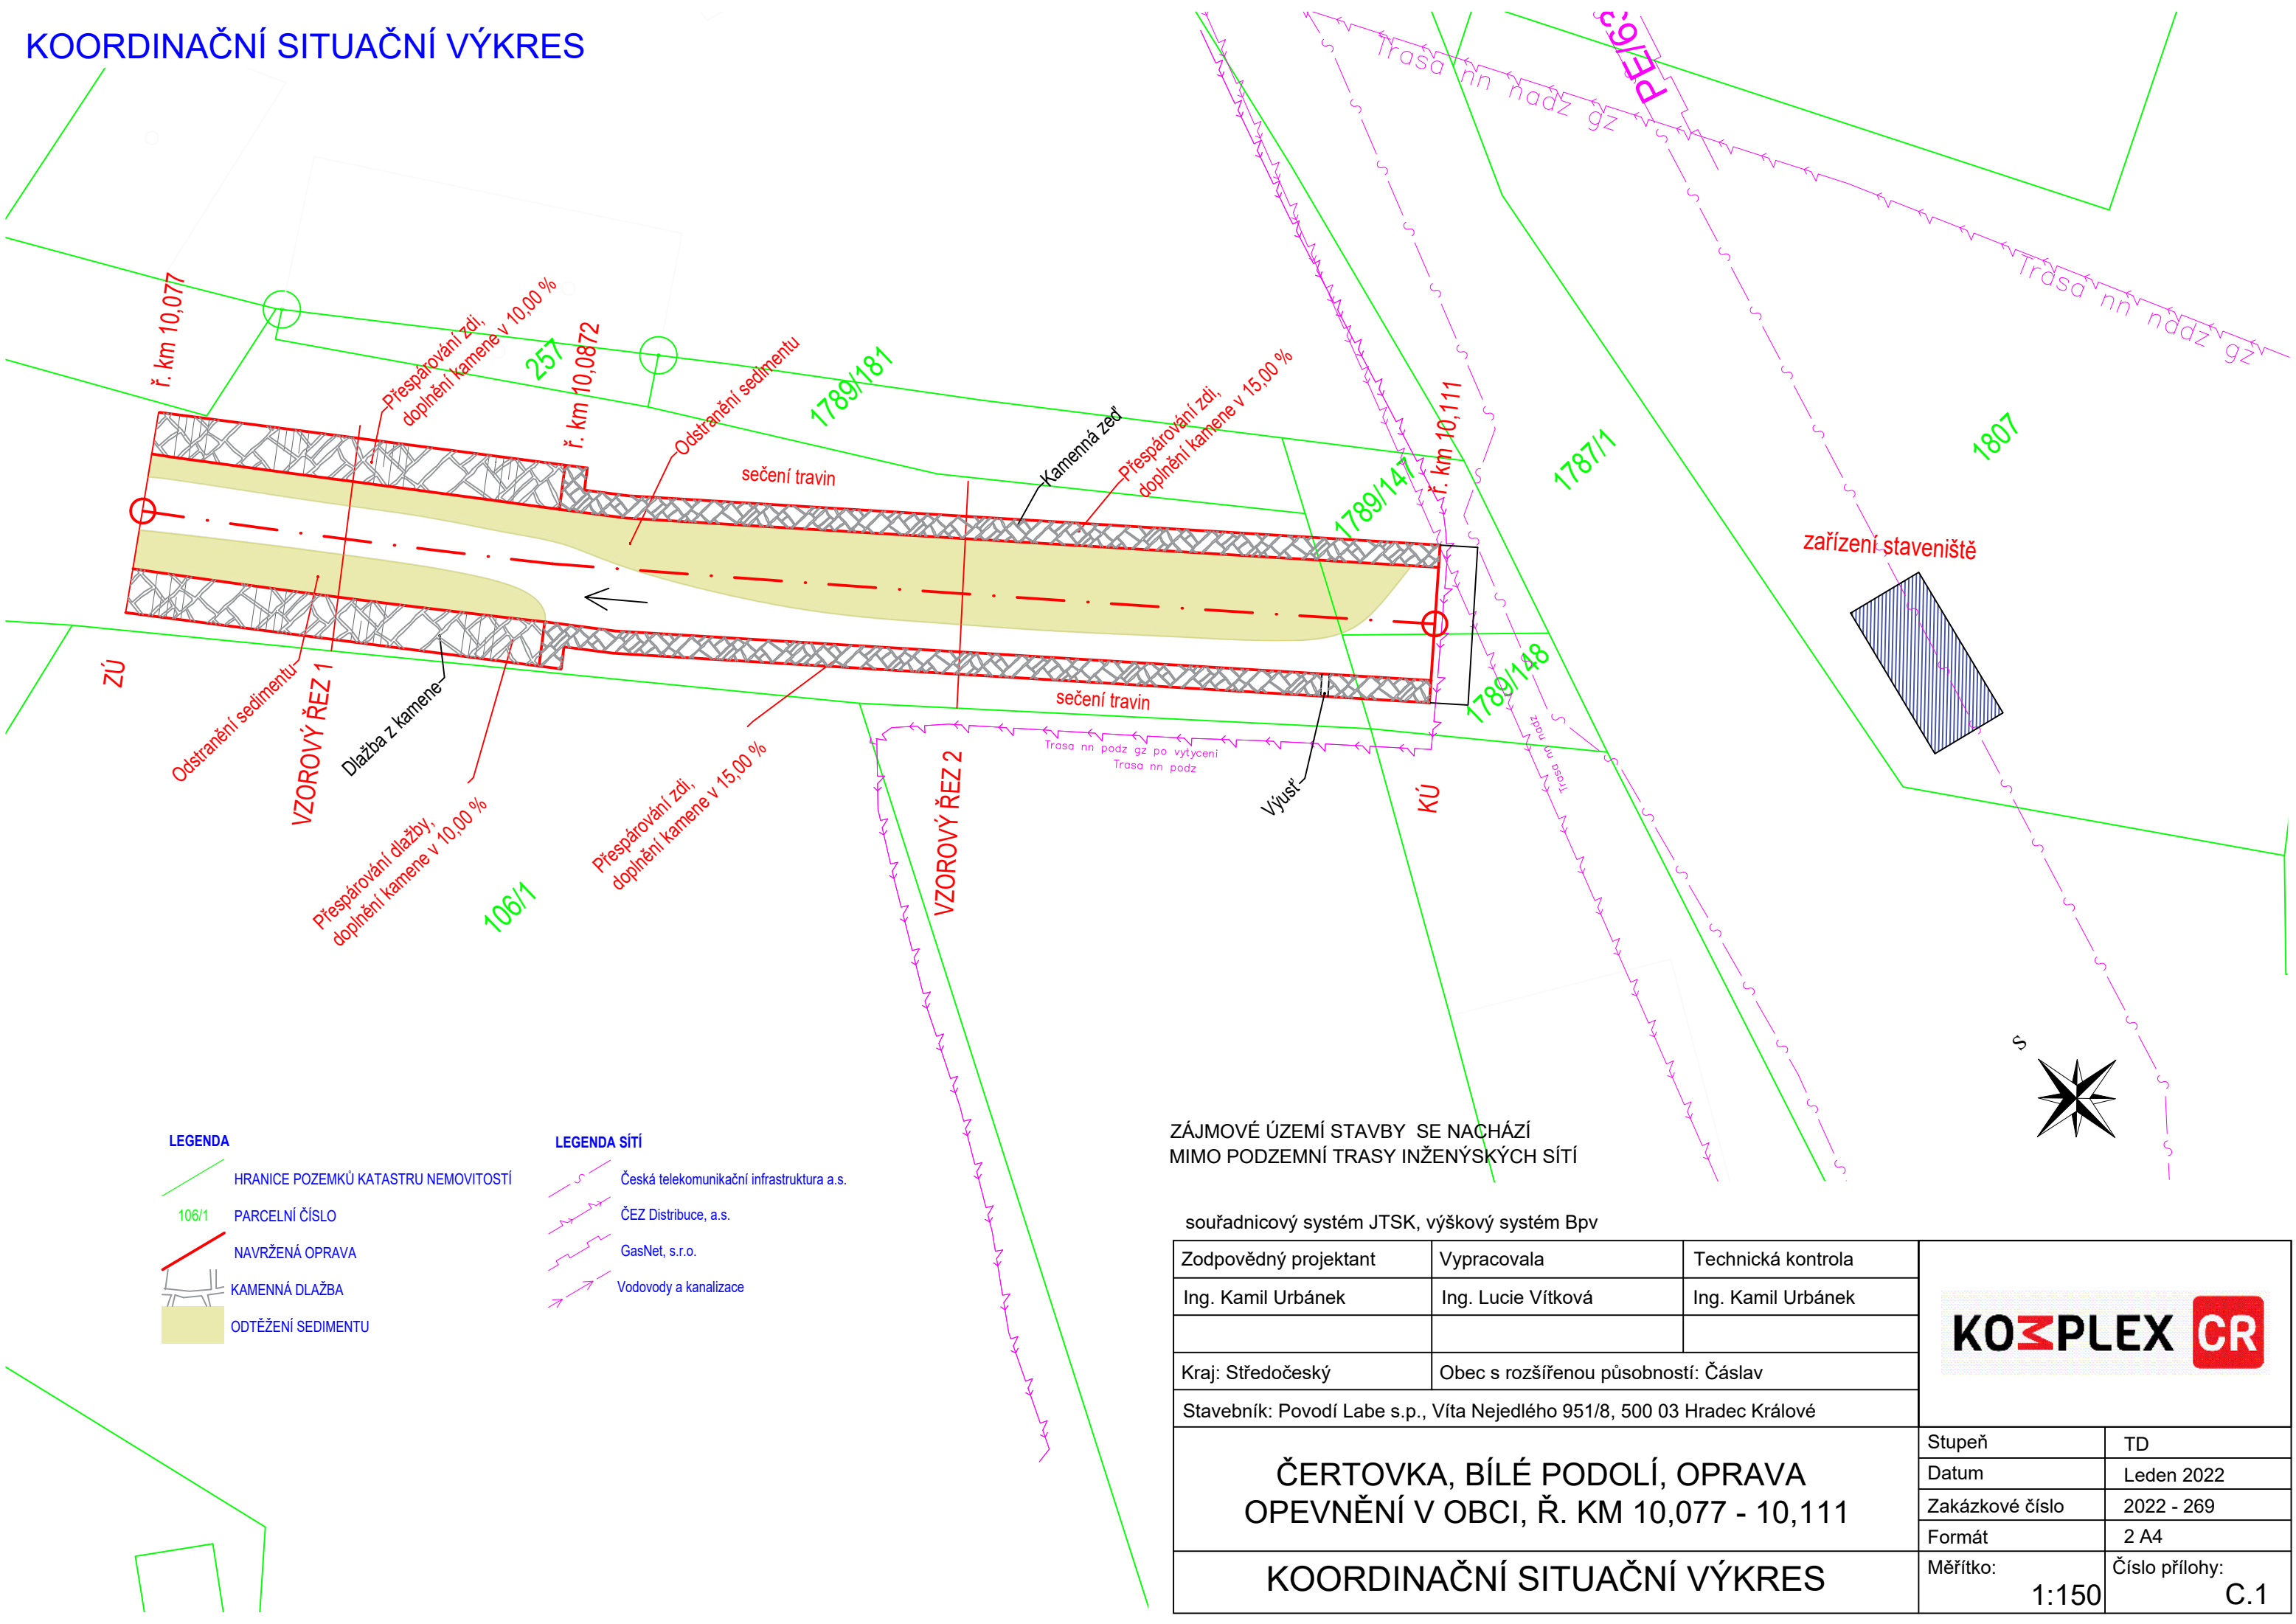 KOORDINAČNÍ SITUAČNÍ VÝKRES
PE/63
Trasa nn nadz gz
Trasa nn nadz gz
ř. km 10,077
Přespárování zdi,
doplnění kamene v 10,00 %
257
ř. km 10,0872
Odstranění sedimentu
1789/181
sečení travin
Kamenná zeď
Přespárování zdi,
doplnění kamene v 15,00 %
1789/147
ř. km 10,111
1787/1
1807
zařízení staveniště
ZÚ
Odstranění sedimentu
VZOROVÝ ŘEZ 1
Dlažba z kamene
Přespárování dlažby,
doplnění kamene v 10,00 %
106/1
Přespárování zdi,
doplnění kamene v 15,00 %
VZOROVÝ ŘEZ 2
sečení travin
Trasa nn podz gz po vytyceni
Trasa nn podz
Výusť
KÚ
1789/148
Trasa nn nadz
S
LEGENDA
HRANICE POZEMKŮ KATASTRU NEMOVITOSTÍ
106/1 PARCELNÍ ČÍSLO
NAVRŽENÁ OPRAVA
KAMENNÁ DLAŽBA
ODTĚŽENÍ SEDIMENTU
LEGENDA SÍTÍ
Česká telekomunikační infrastruktura a.s.
ČEZ Distribuce, a.s.
GasNet, s.r.o.
Vodovody a kanalizace
ZÁJMOVÉ ÚZEMÍ STAVBY SE NACHÁZÍ
MIMO PODZEMNÍ TRASY INŽENÝSKÝCH SÍTÍ
souřadnicový systém JTSK, výškový systém Bpv
Zodpovědný projektant Vypracovala Technická kontrola
Ing. Kamil Urbánek Ing. Lucie Vítková Ing. Kamil Urbánek
Kraj: Středočeský Obec s rozšířenou působností: Čáslav
Stavebník: Povodí Labe s.p., Víta Nejedlého 951/8, 500 03 Hradec Králové
KOMPLEX CR
ČERTOVKA, BÍLÉ PODOLÍ, OPRAVA
OPEVNĚNÍ V OBCI, Ř. KM 10,077 - 10,111
KOORDINAČNÍ SITUAČNÍ VÝKRES
Stupeň TD
Datum Leden 2022
Zakázkové číslo 2022 - 269
Formát 2 A4
Měřítko: 1:150
Číslo přílohy: C.1